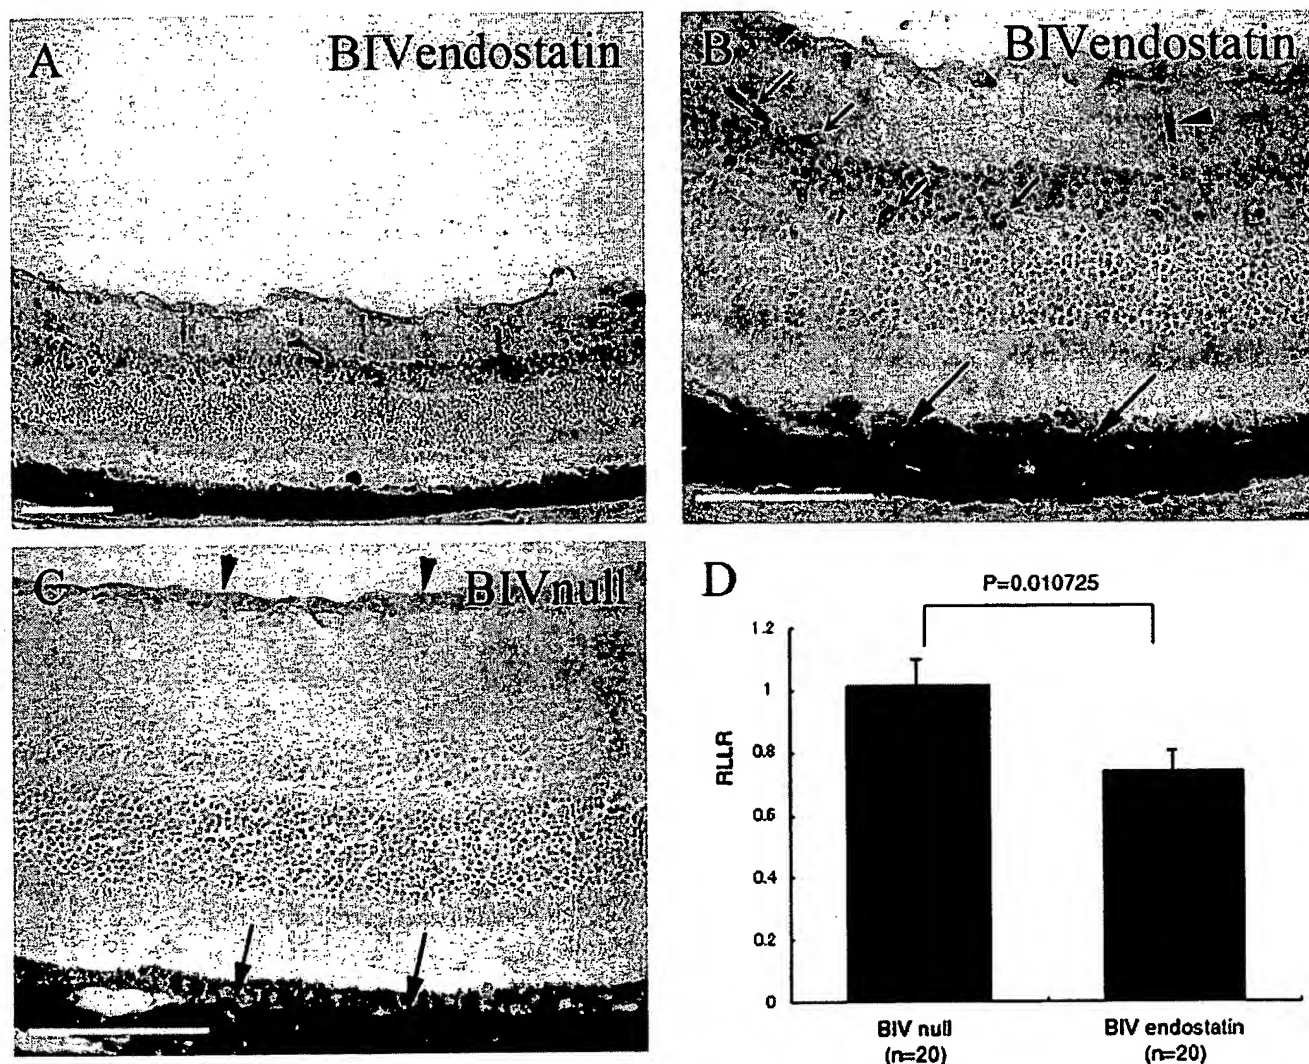 A
BIVendostatin
B
BIVendostatin
C
BIVnull
D
P=0.010725
1.2
1
0.8
0.6
0.4
0.2
0
RLLR
BIV null
(n=20)
BIV endostatin
(n=20)